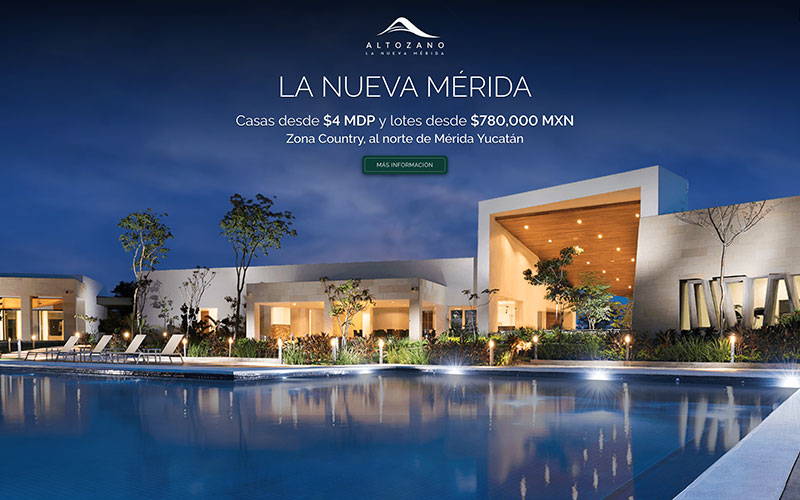 ALTOZANO
LA NUEVA MÉRIDA
LA NUEVA MÉRIDA
Casas desde $4 MDP y lotes desde $780,000 MXN
Zona Country, al norte de Mérida Yucatán
MÁS INFORMACIÓN